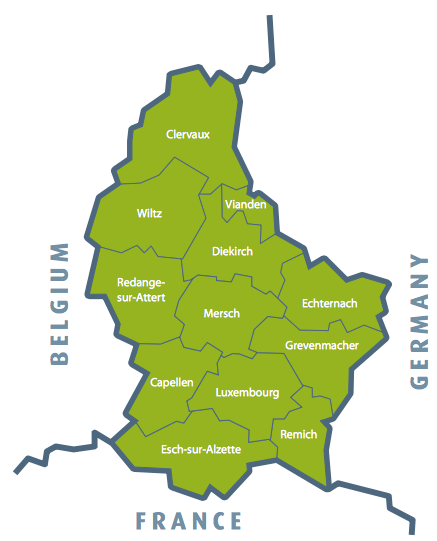 Clervaux
Vianden
Wiltz
Diekirch
BELGIUM
GERMANY
Redange-
sur-Attert
Echternach
Mersch
Grevenmacher
Capellen
Luxembourg
Remich
Esch-sur-Alzette
FRANCE